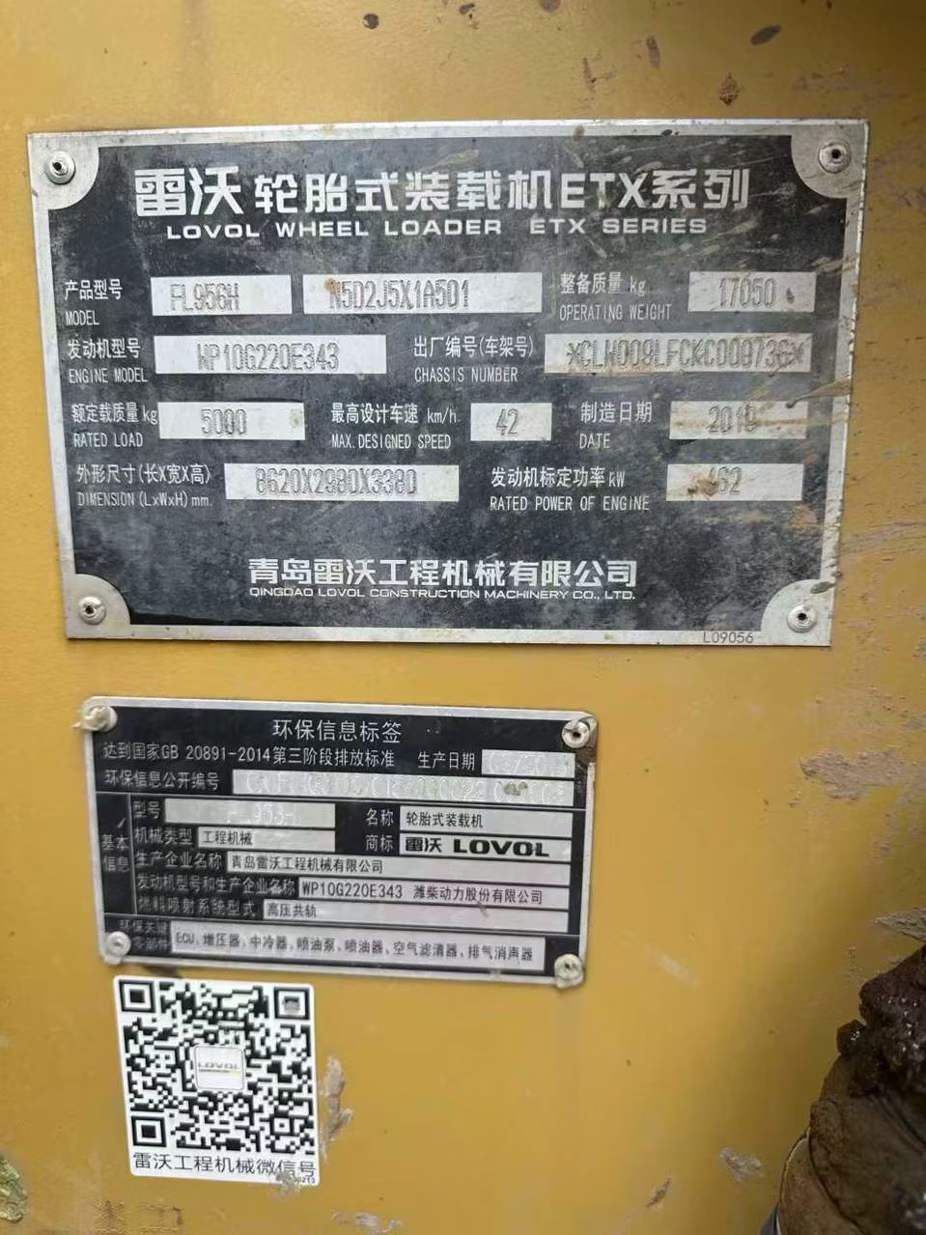 雷沃 轮胎式装载机ETX系列
LOVOL WHEEL LOADER ETX SERIES
产品型号 FL956H N5D2J5X1A501 整备质量 kg 17050
MODEL OPERATING WEIGHT
发动机型号 WP10G220E343 出厂编号(车架号)
ENGINE MODEL CHASSIS NUMBER
额定载质量 kg 5000 最高设计车速 km/h. 42 制造日期
RATED LOAD MAX. DESIGNED SPEED DATE
外形尺寸(长X宽X高) 8620X2980X3380 发动机标定功率 kW
DIMENSION (LxWxH) mm. RATED POWER OF ENGINE
青岛雷沃工程机械有限公司
QINGDAO LOVOL CONSTRUCTION MACHINERY CO., LTD.
L09056
环保信息标签
达到国家GB 20891-2014第三阶段排放标准 生产日期
环保信息公开编号
基本信息
型号 名称 轮胎式装载机
机械类型 工程机械 商标 雷沃 LOVOL
生产企业名称 青岛雷沃工程机械有限公司
发动机型号和生产企业名称 WP10G220E343 潍柴动力股份有限公司
燃料喷射系统型式 高压共轨
环保关键零部件 ECU、增压器、中冷器、喷油泵、喷油器、空气滤清器、排气消声器
LOVOL
雷沃工程机械微信号